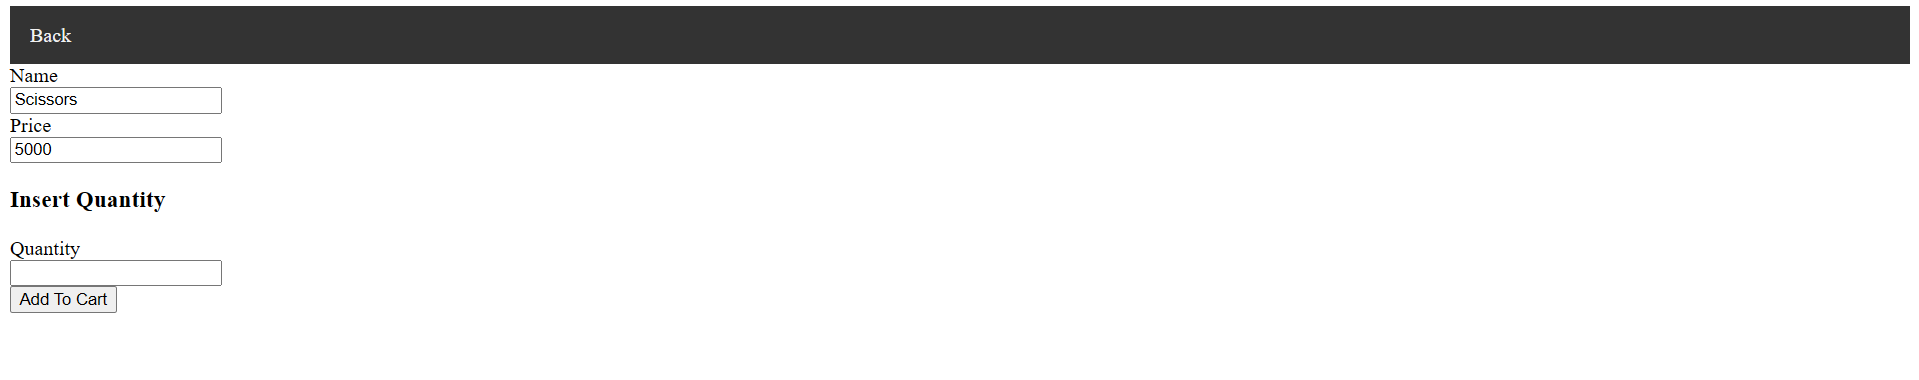 Back
Name
Scissors
Price
5000
Insert Quantity
Quantity
Add To Cart